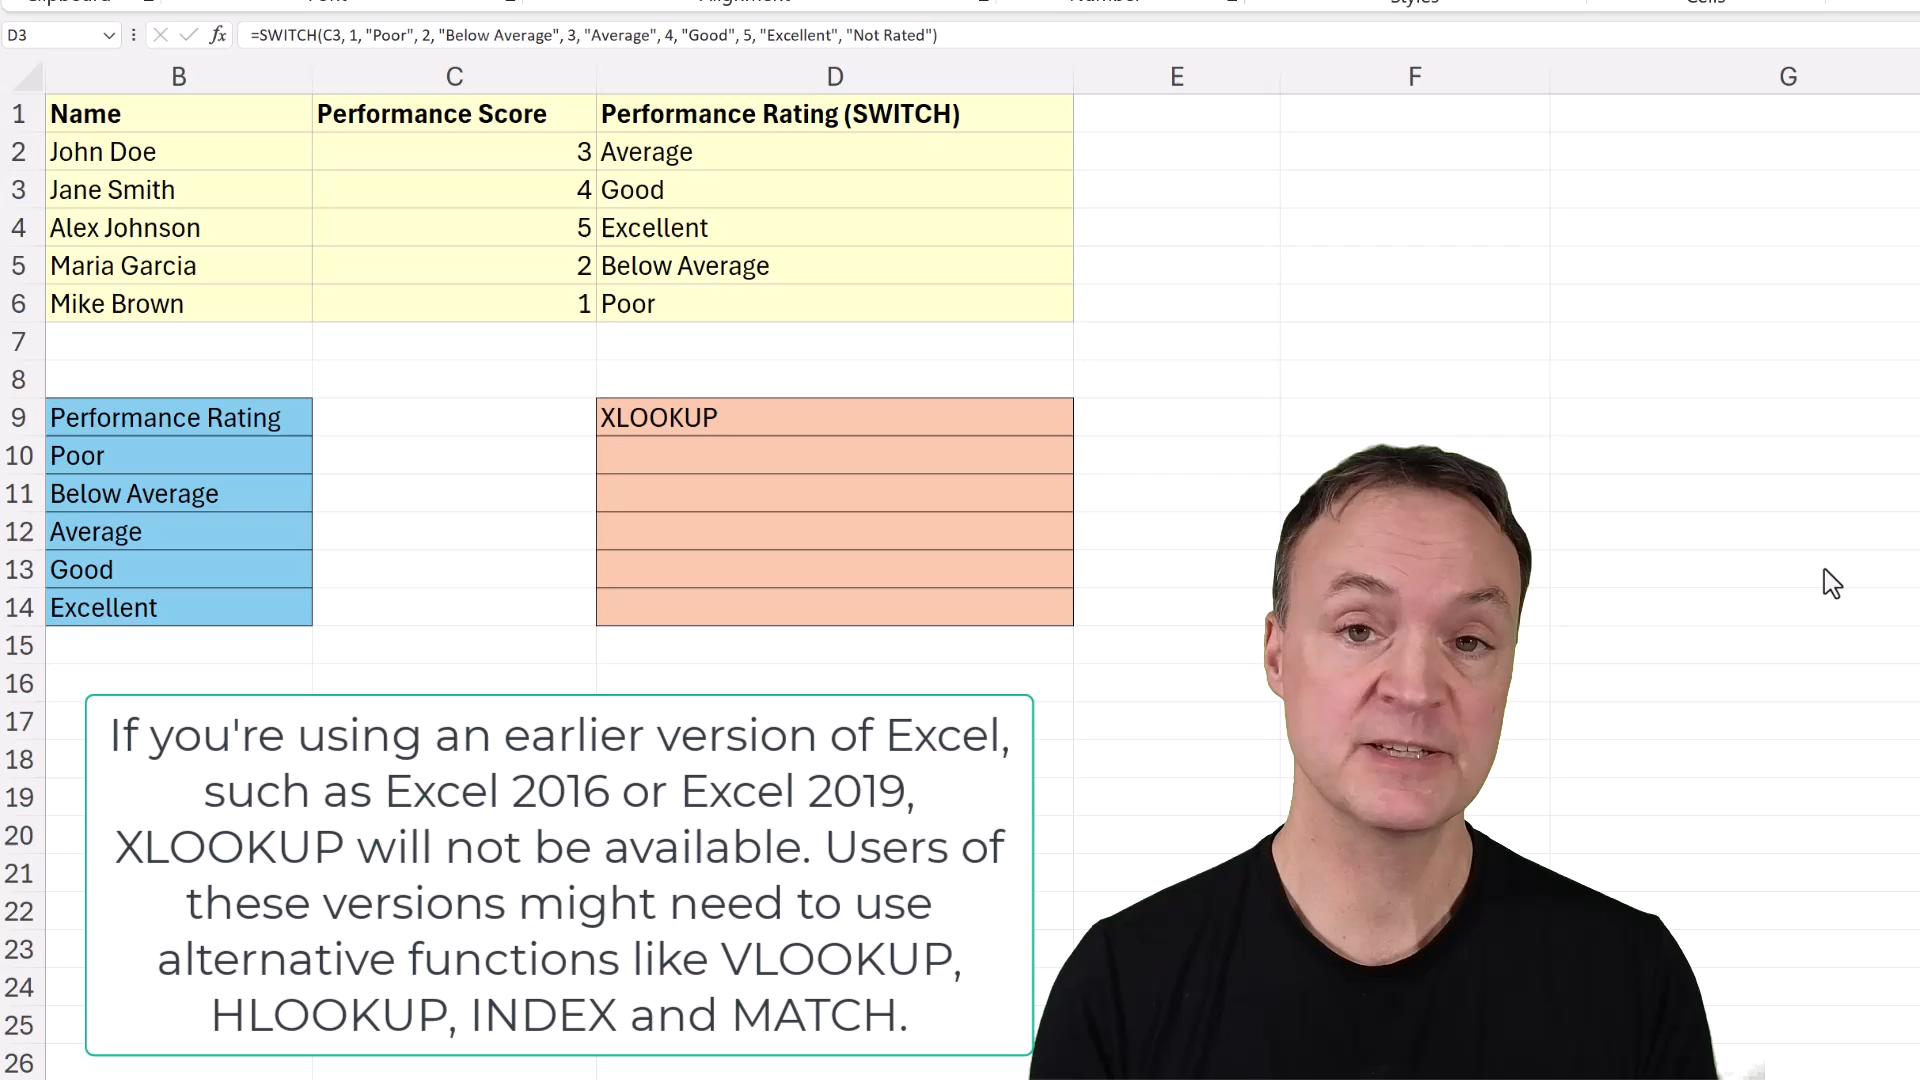 D3
fx
=SWITCH(C3, 1, "Poor", 2, "Below Average", 3, "Average", 4, "Good", 5, "Excellent", "Not Rated")
B C D E F G
1 Name Performance Score Performance Rating (SWITCH)
2 John Doe 3 Average
3 Jane Smith 4 Good
4 Alex Johnson 5 Excellent
5 Maria Garcia 2 Below Average
6 Mike Brown 1 Poor
7
8
9 Performance Rating XLOOKUP
10 Poor
11 Below Average
12 Average
13 Good
14 Excellent
15
16
17
18
19
20
21
22
23
24
25
26
If you're using an earlier version of Excel,
such as Excel 2016 or Excel 2019,
XLOOKUP will not be available. Users of
these versions might need to use
alternative functions like VLOOKUP,
HLOOKUP, INDEX and MATCH.